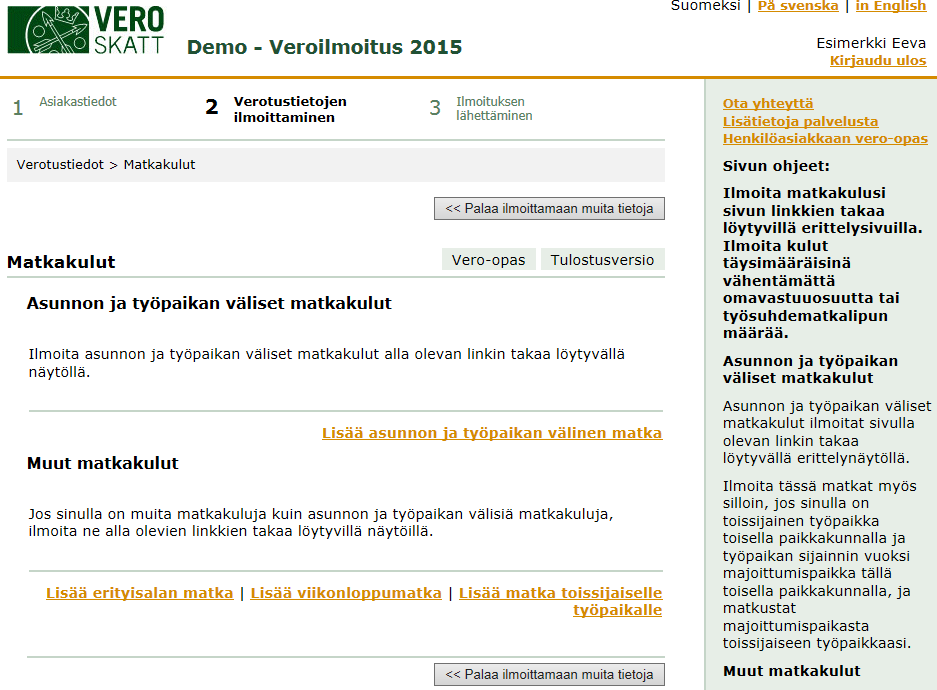 VERO
SKATT
Demo - Veroilmoitus 2015
Suomeksi | På svenska | in English
Esimerkki Eeva
Kirjaudu ulos
1 Asiakastiedot
2 Verotustietojen
ilmoittaminen
3 Ilmoituksen
lähettäminen
Verotustiedot > Matkakulut
<< Palaa ilmoittamaan muita tietoja
Matkakulut
Vero-opas
Tulostusversio
Asunnon ja työpaikan väliset matkakulut
Ilmoita asunnon ja työpaikan väliset matkakulut alla olevan linkin takaa löytyvällä
näytöllä.
Lisää asunnon ja työpaikan välinen matka
Muut matkakulut
Jos sinulla on muita matkakuluja kuin asunnon ja työpaikan välisiä matkakuluja,
ilmoita ne alla olevien linkkien takaa löytyvillä näytöillä.
Lisää erityisalan matka | Lisää viikonloppumatka | Lisää matka toissijaiselle
työpaikalle
<< Palaa ilmoittamaan muita tietoja
Ota yhteyttä
Lisätietoja palvelusta
Henkilöasiakkaan vero-opas
Sivun ohjeet:
Ilmoita matkakulusi
sivun linkkien takaa
löytyvillä erittelysivuilla.
Ilmoita kulut
täysimääräisinä
vähentämättä
omavastuuosuutta tai
työsuhdematkalipun
määrää.
Asunnon ja työpaikan
väliset matkakulut
Asunnon ja työpaikan väliset
matkakulut ilmoitat sivulla
olevan linkin takaa
löytyvällä erittelynäytöllä.
Ilmoita tässä matkat myös
silloin, jos sinulla on
toissijainen työpaikka
toisella paikkakunnalla ja
työpaikan sijainnin vuoksi
majoittumispaikka tällä
toisella paikkakunnalla, ja
matkustat
majoittumispaikasta
toissijaiseen työpaikkaasi.
Muut matkakulut